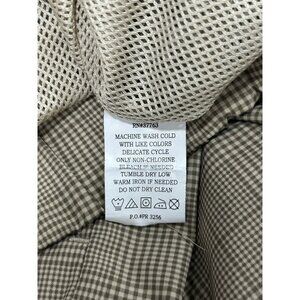 RN#37763
MACHINE WASH COLD
WITH LIKE COLORS
DELICATE CYCLE
ONLY NON-CHLORINE
BLEACH IF NEEDED
TUMBLE DRY LOW
WARM IRON IF NEEDED
DO NOT DRY CLEAN
P.O.#PR 3256